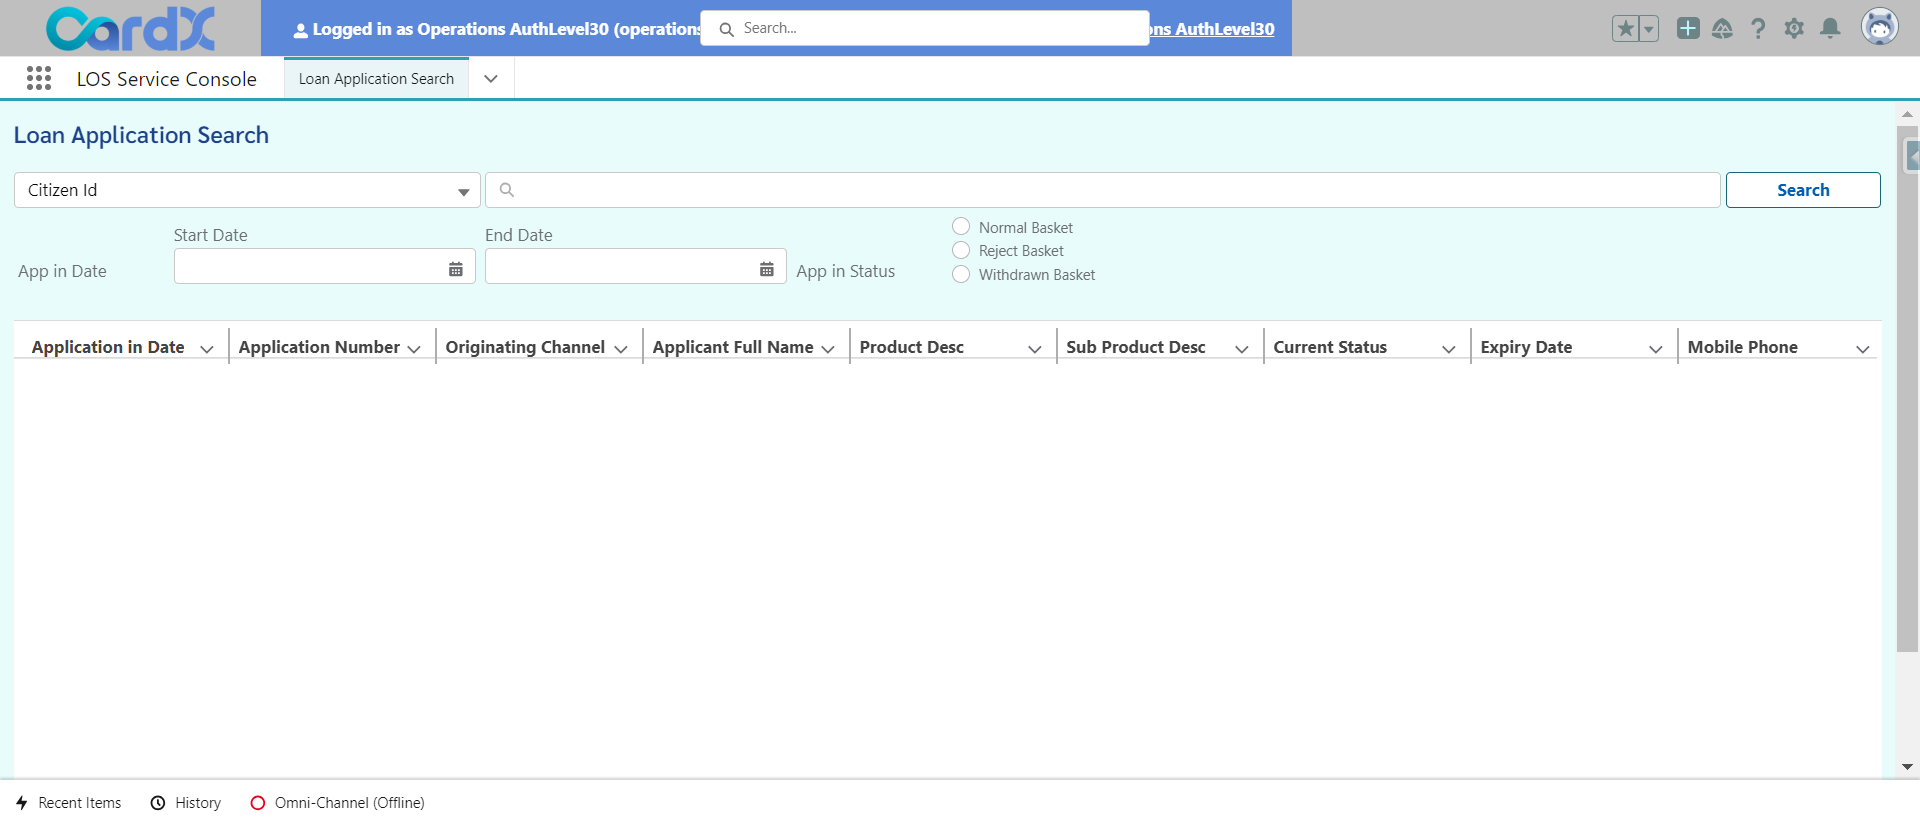 CardX
Logged in as Operations AuthLevel30 (operations
Search...
ns AuthLevel30
LOS Service Console
Loan Application Search
Loan Application Search
Citizen Id
Search
Start Date
End Date
Normal Basket
App in Date
App in Status
Reject Basket
Withdrawn Basket
Application in Date
Application Number
Originating Channel
Applicant Full Name
Product Desc
Sub Product Desc
Current Status
Expiry Date
Mobile Phone
Recent Items
History
Omni-Channel (Offline)